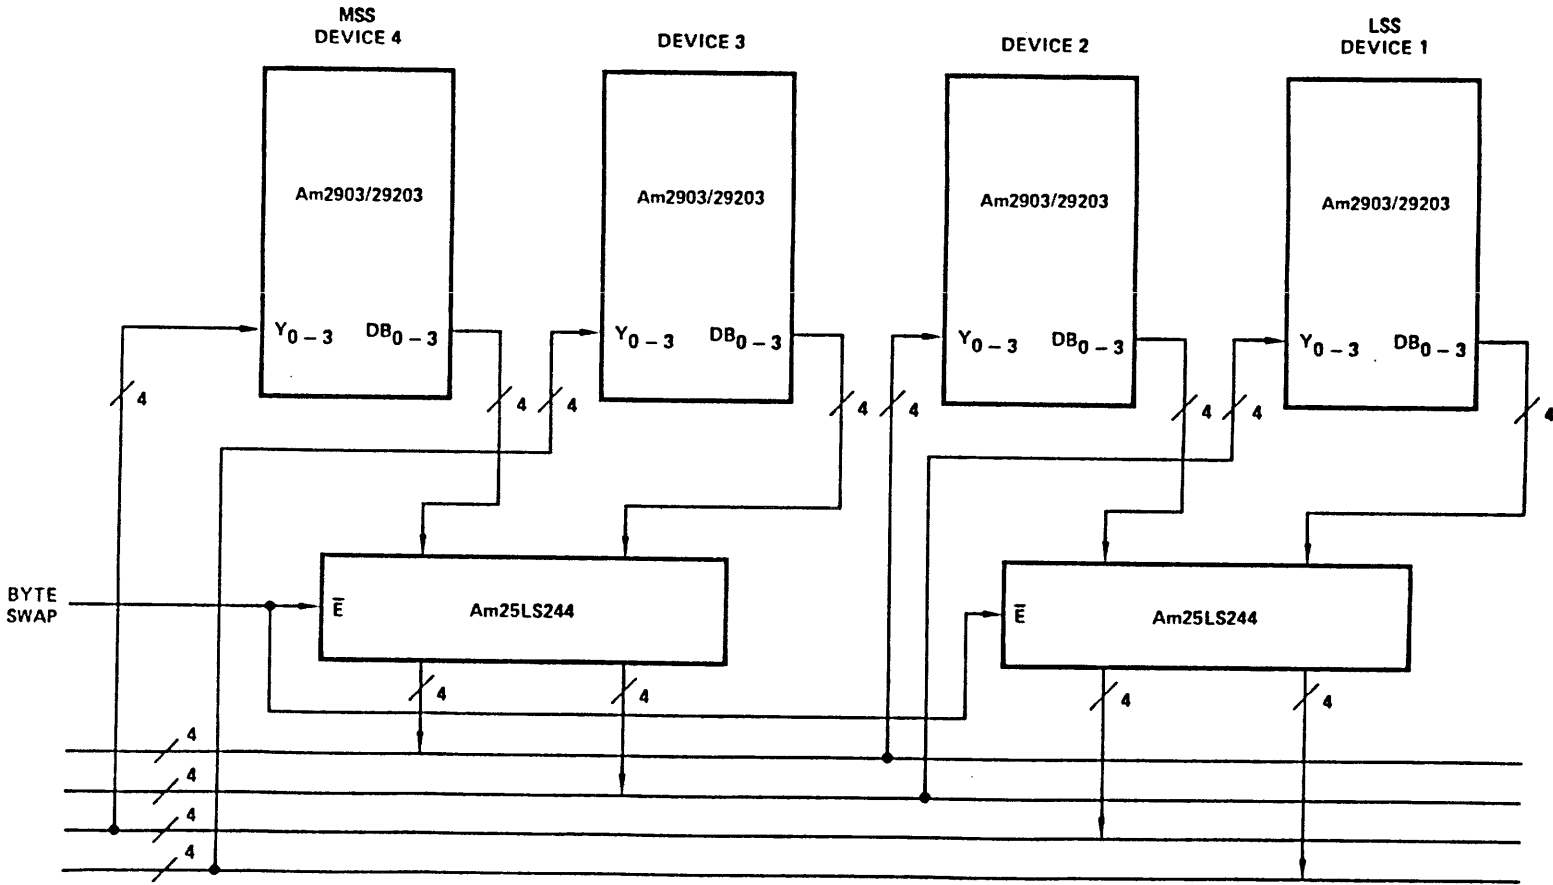 MSS
DEVICE 4
DEVICE 3
DEVICE 2
LSS
DEVICE 1
Am2903/29203
Am2903/29203
Am2903/29203
Am2903/29203
Y0 – 3 DB0 – 3
Y0 – 3 DB0 – 3
Y0 – 3 DB0 – 3
Y0 – 3 DB0 – 3
4
4
4
4
4
4
4
4
BYTE
SWAP
E̅
Am25LS244
E̅
Am25LS244
4
4
4
4
4
4
4
4